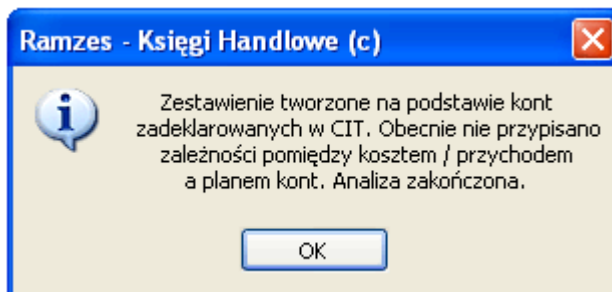 Ramzes - Księgi Handlowe (c)
Zestawienie tworzone na podstawie kont
zadeklarowanych w CIT. Obecnie nie przypisano
zależności pomiędzy kosztem / przychodem
a planem kont. Analiza zakończona.
OK